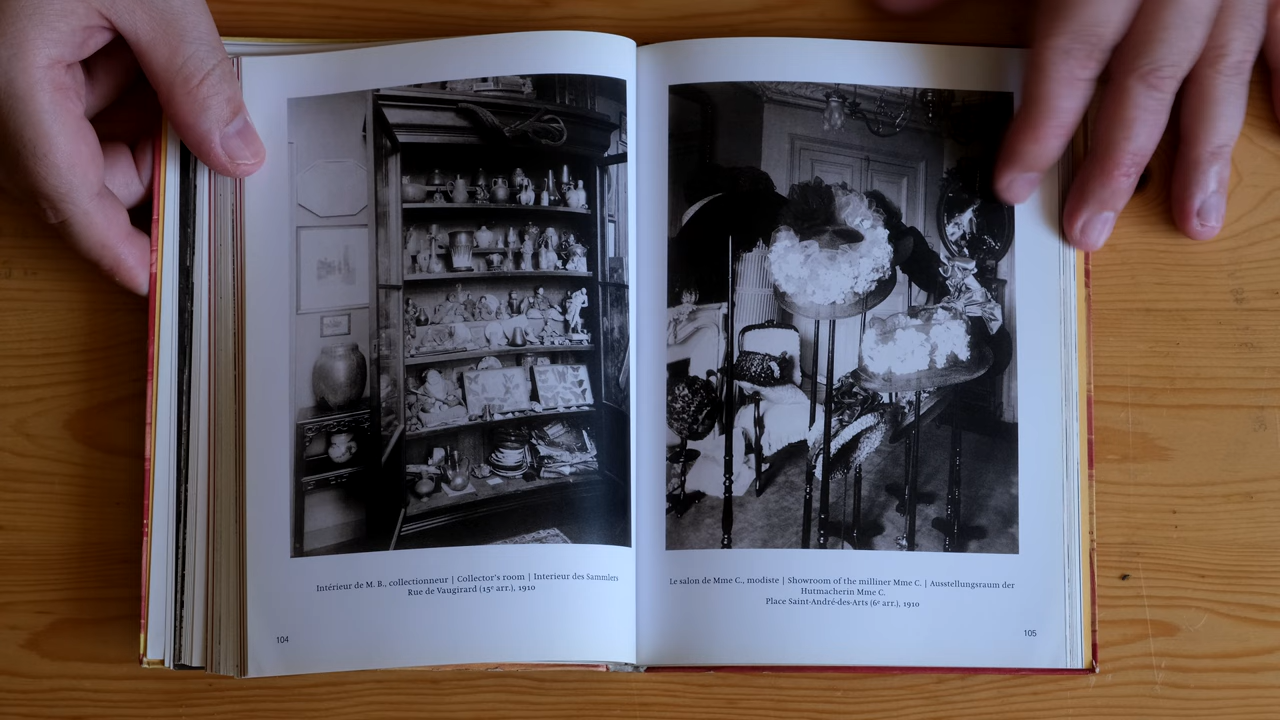 Intérieur de M. B., collectionneur | Collector's room | Interieur des Sammlers
Rue de Vaugirard (15ᵉ arr.), 1910
104
Le salon de Mme C., modiste | Showroom of the milliner Mme C. | Ausstellungsraum der
Hutmacherin Mme C.
Place Saint-André-des-Arts (6ᵉ arr.), 1910
105